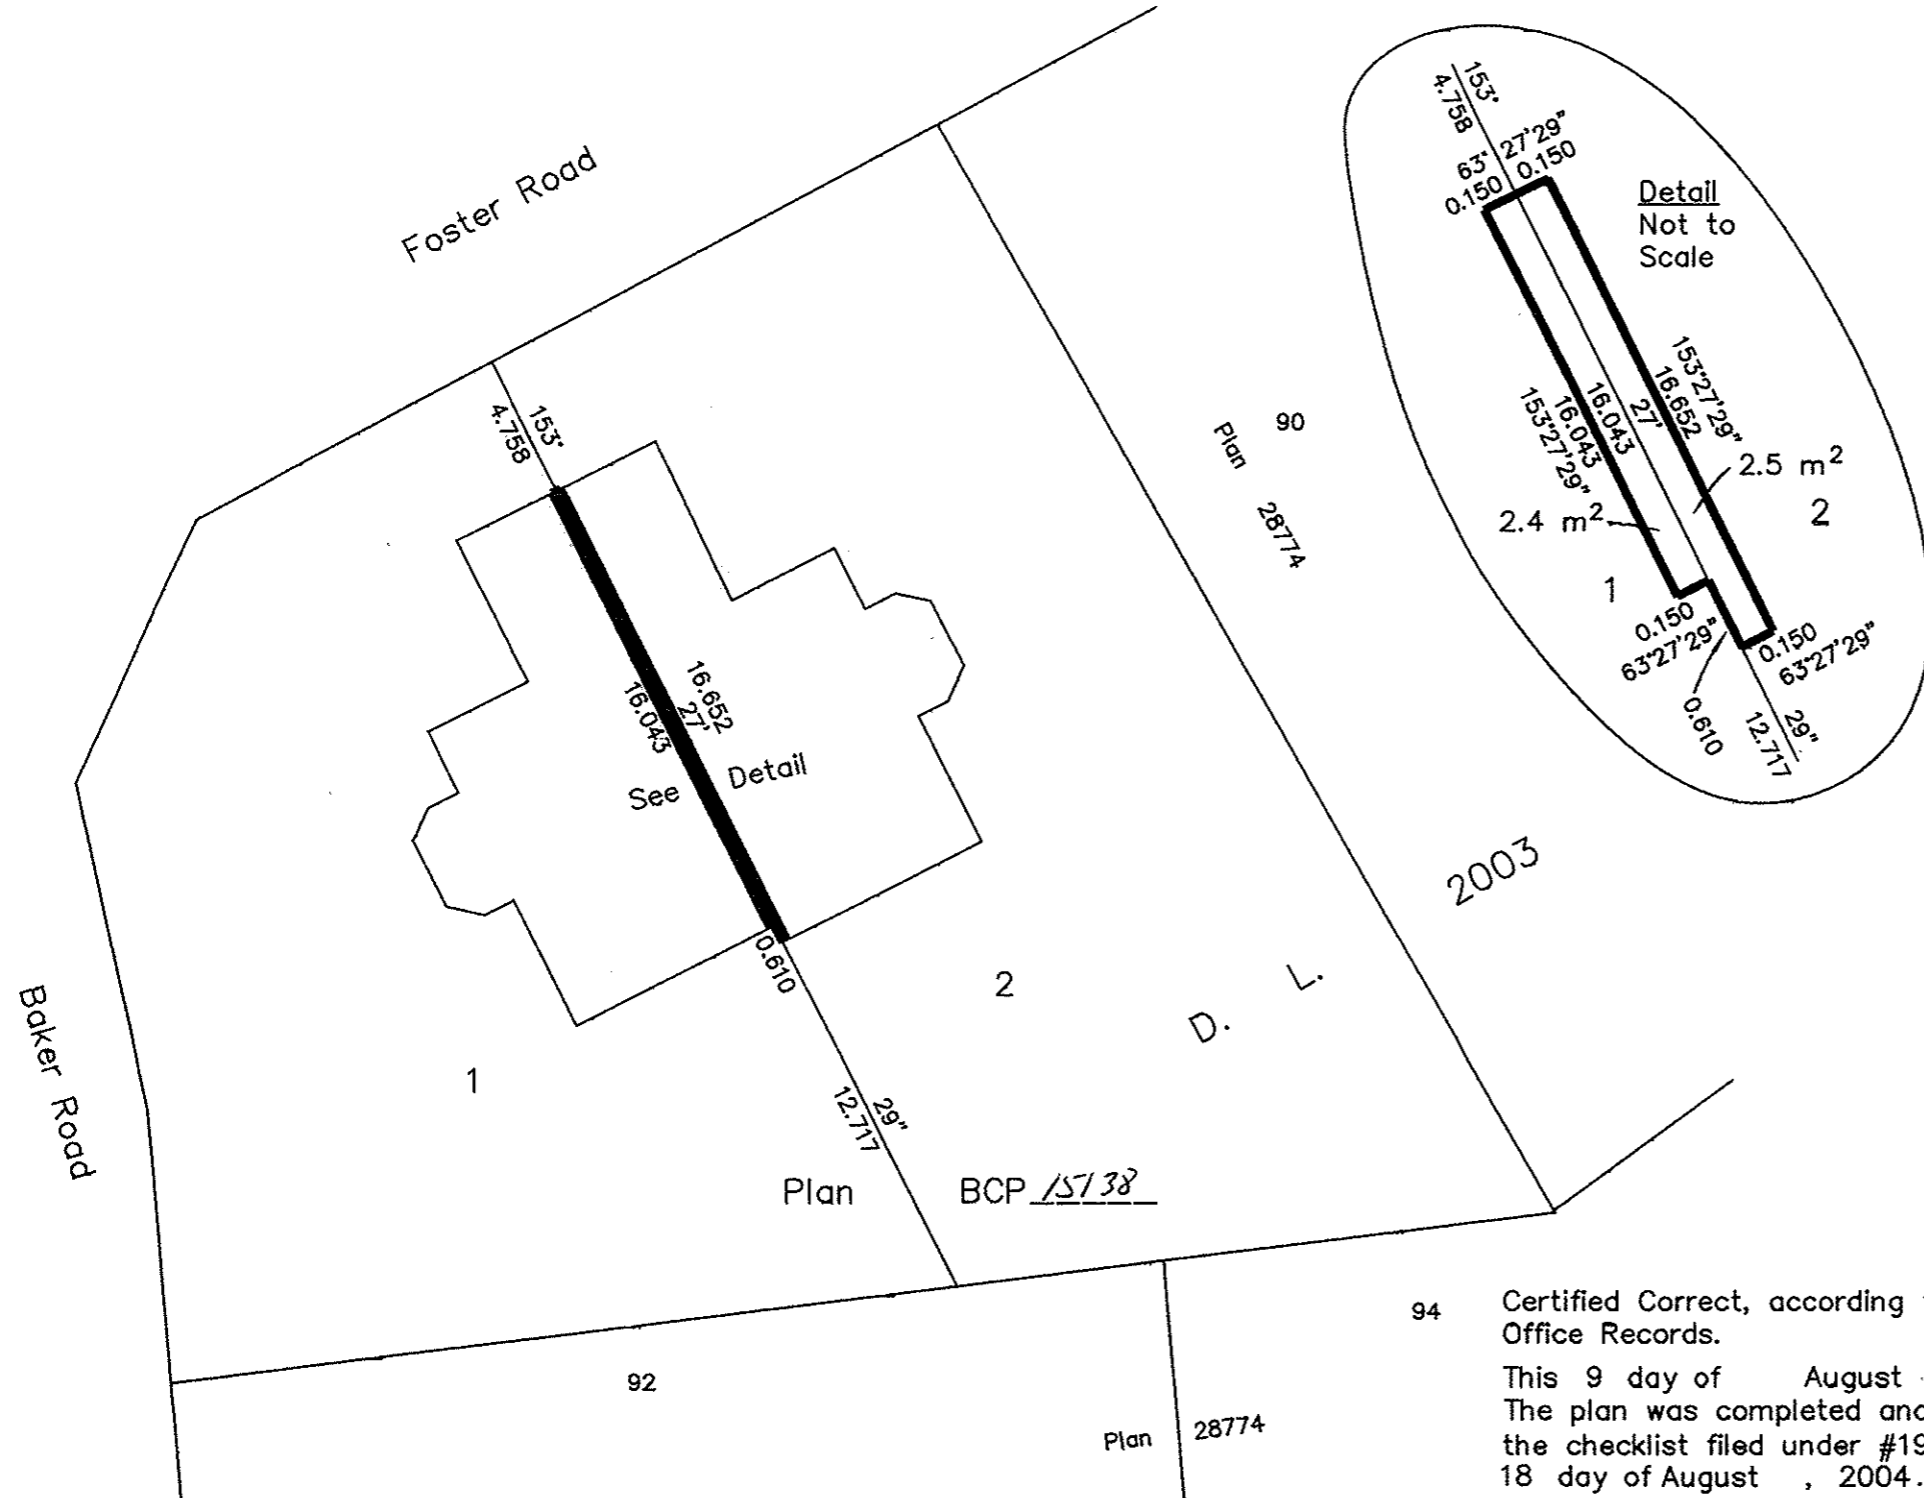 Foster Road
Baker Road
153°
4.758
16.652
27'
16.043
See Detail
0.610
29"
12.717
1
2
Plan BCP 15138
Plan 28774
90
D. L. 2003
92
94
Plan 28774
153°
4.758
63° 27'29"
0.150 0.150
Detail
Not to
Scale
153°27'29"
16.652
27'
16.043
16.043
153°27'29"
2.5 m²
2.4 m²
2
1
0.150
63°27'29"
0.150
63°27'29"
0.610
29"
12.717
Certified Correct, according
Office Records.
This 9 day of August
The plan was completed and
the checklist filed under #19
18 day of August , 2004.